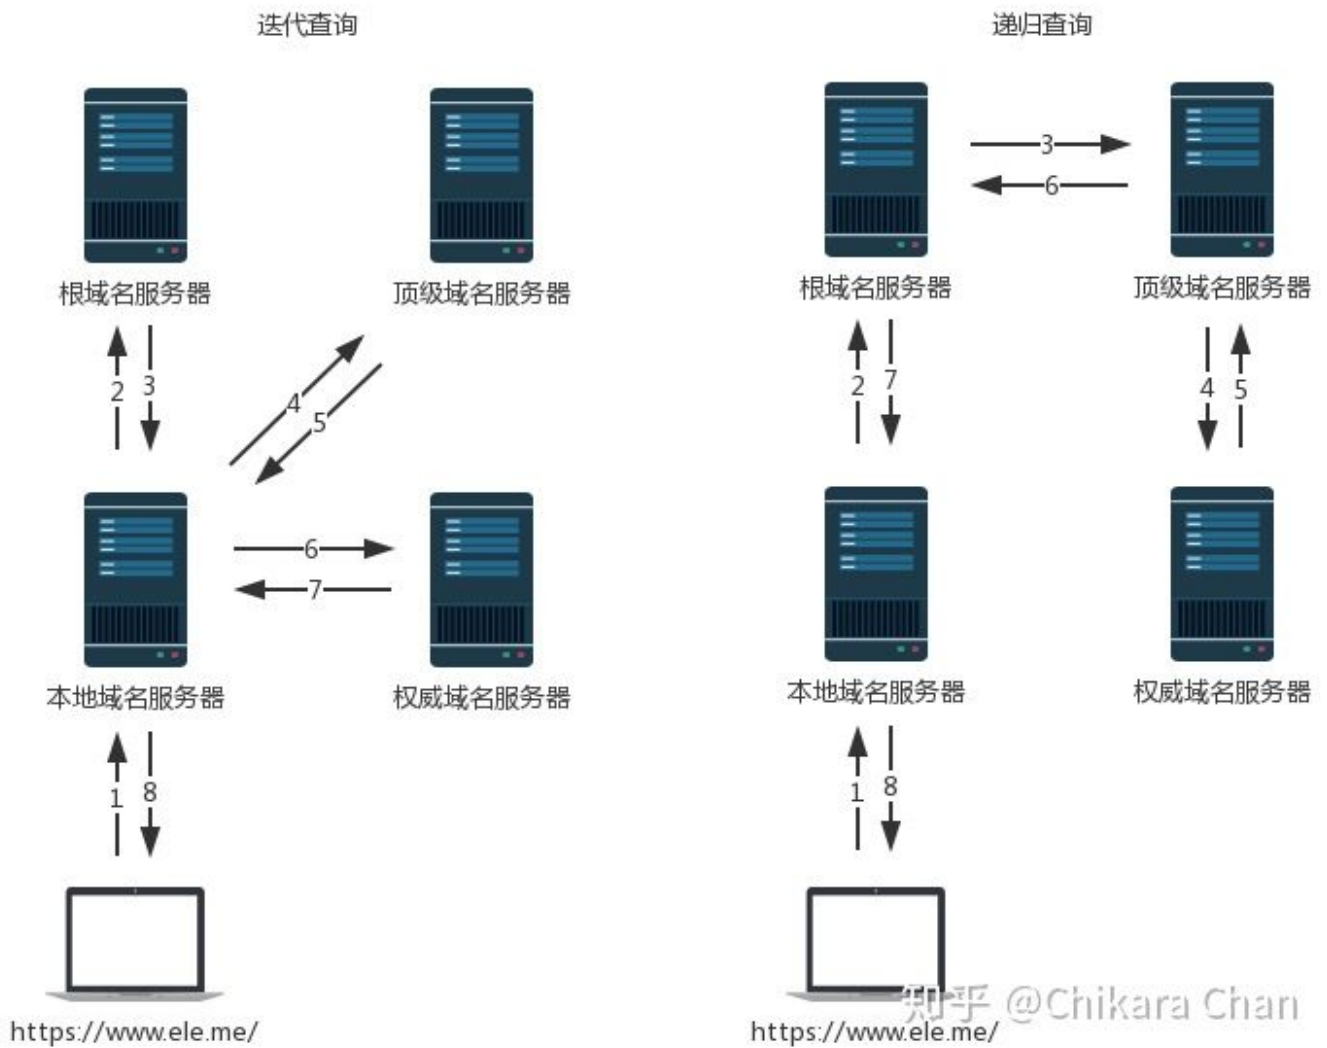 迭代查询
递归查询
根域名服务器
顶级域名服务器
2
3
4
5
6
7
本地域名服务器
权威域名服务器
1
8
https://www.ele.me/
3
6
根域名服务器
顶级域名服务器
2
7
4
5
本地域名服务器
权威域名服务器
1
8
https://www.ele.me/
知乎 @Chikara Chan